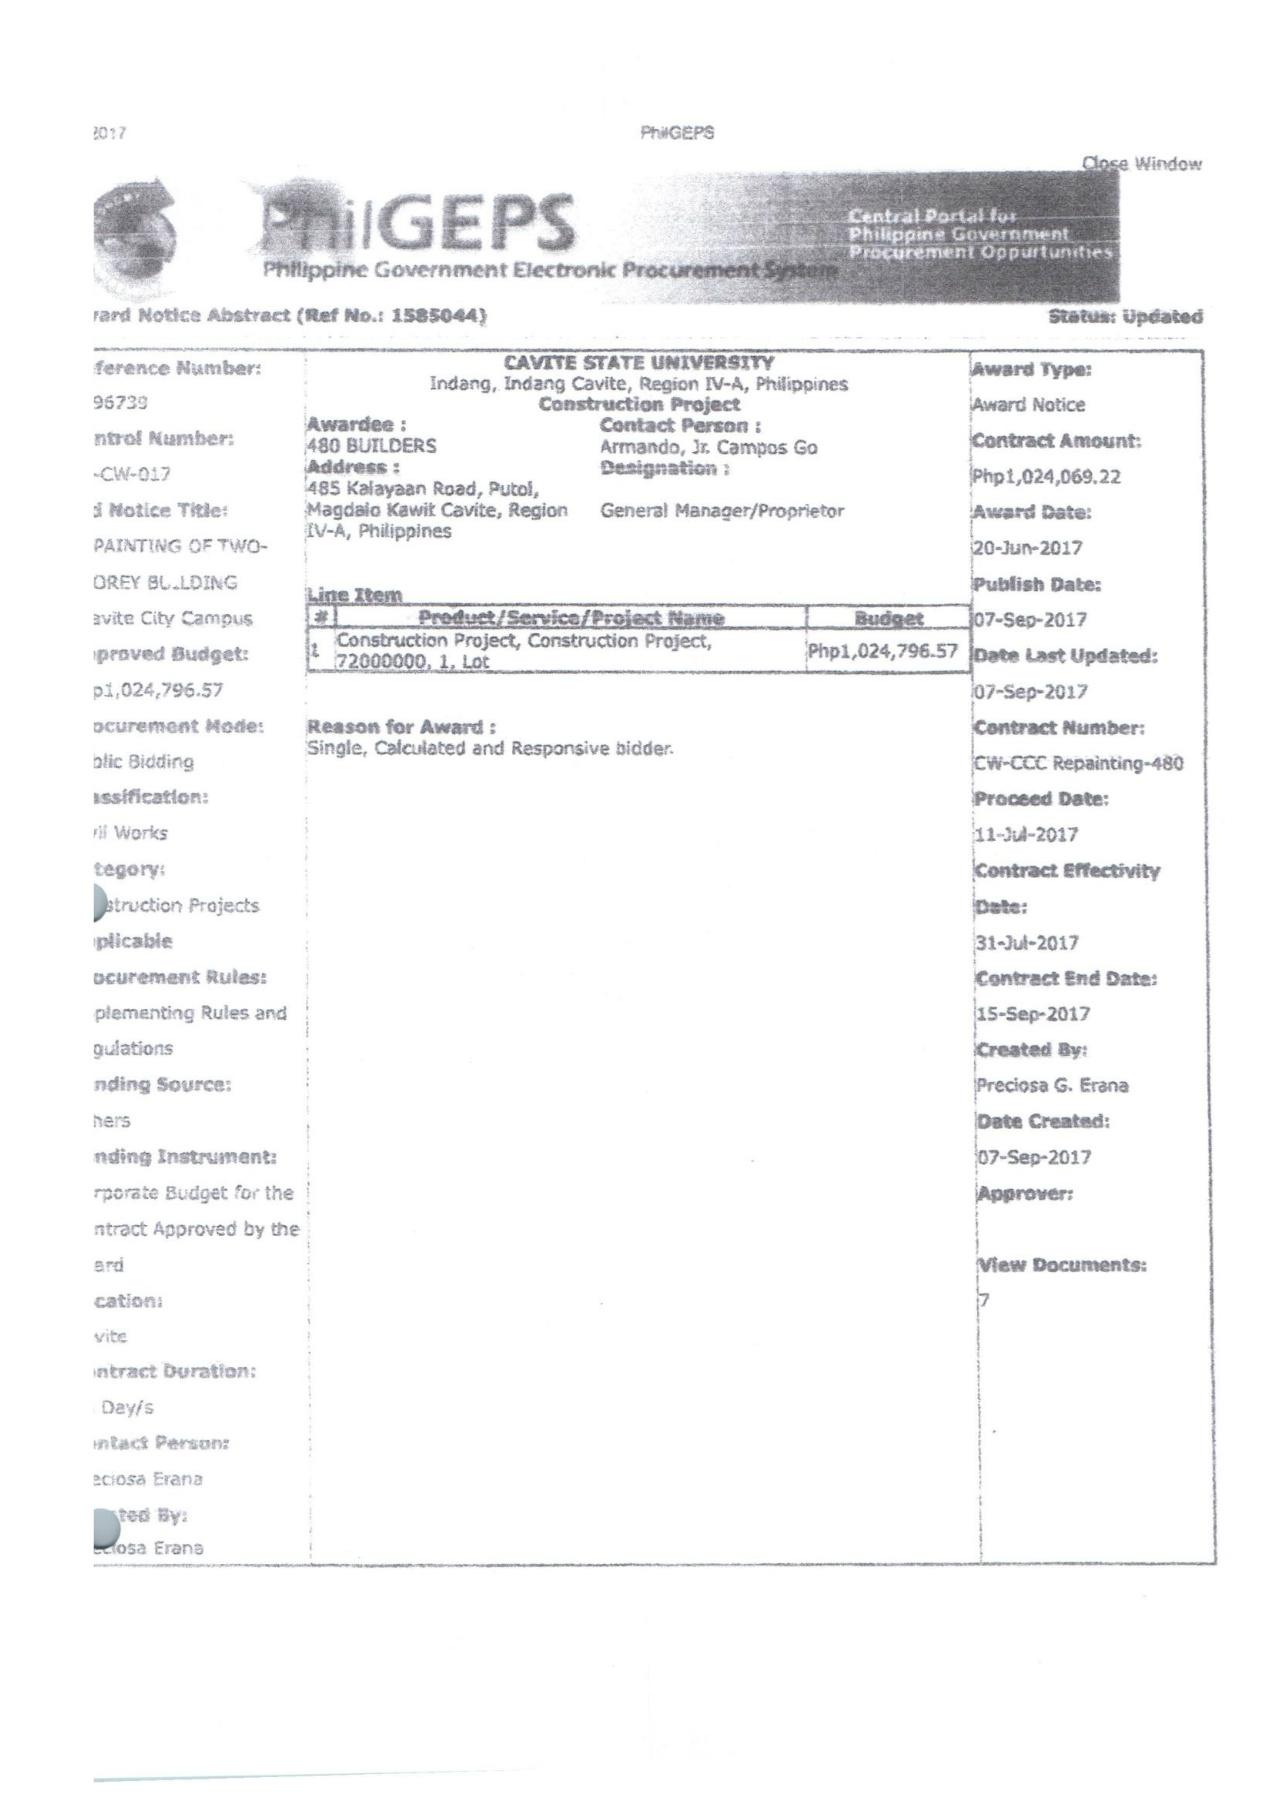 2017
PhilGEPS
Close Window
PhilGEPS
Philippine Government Electronic Procurement System
Central Portal for
Philippine Government
Procurement Oppurtunities
ard Notice Abstract (Ref No.: 1585044)
Status: Updated
ference Number:
96739
ntrol Number:
-CW-017
d Notice Title:
PAINTING OF TWO-
OREY BUILDING
avite City Campus
proved Budget:
p1,024,796.57
ocurement Mode:
blic Bidding
assification:
vil Works
tegory:
struction Projects
plicable
ocurement Rules:
plementing Rules and
gulations
nding Source:
hers
nding Instrument:
rporate Budget for the
ntract Approved by the
ard
cation:
vite
ntract Duration:
Day/s
ntact Person:
eciosa Erana
ted By:
eciosa Erana
CAVITE STATE UNIVERSITY
Indang, Indang Cavite, Region IV-A, Philippines
Construction Project
Awardee :
480 BUILDERS
Address :
485 Kalayaan Road, Putol,
Magdalo Kawit Cavite, Region
IV-A, Philippines
Contact Person :
Armando, Jr. Campos Go
Designation :
General Manager/Proprietor
Line Item
# Product/Service/Project Name Budget
1 Construction Project, Construction Project,
72000000, 1, Lot
Php1,024,796.57
Reason for Award :
Single, Calculated and Responsive bidder.
Award Type:
Award Notice
Contract Amount:
Php1,024,069.22
Award Date:
20-Jun-2017
Publish Date:
07-Sep-2017
Date Last Updated:
07-Sep-2017
Contract Number:
CW-CCC Repainting-480
Proceed Date:
11-Jul-2017
Contract Effectivity
Date:
31-Jul-2017
Contract End Date:
15-Sep-2017
Created By:
Preciosa G. Erana
Date Created:
07-Sep-2017
Approver:
View Documents:
7